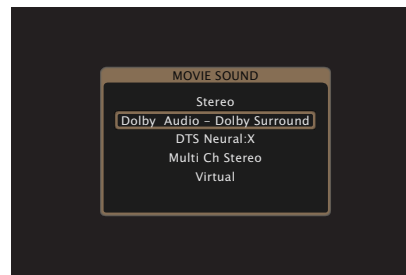 MOVIE SOUND
Stereo
Dolby Audio – Dolby Surround
DTS Neural:X
Multi Ch Stereo
Virtual